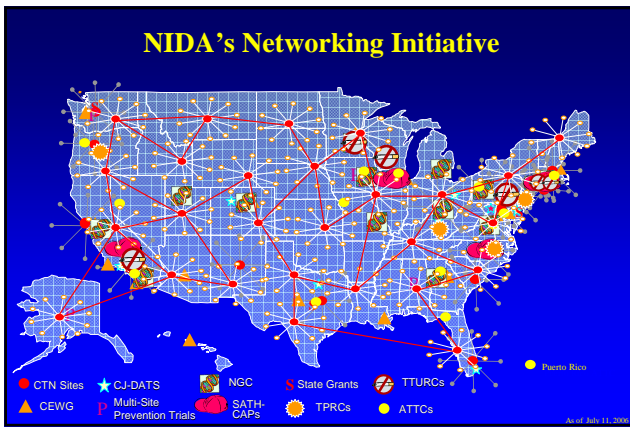 NIDA's Networking Initiative
Puerto Rico
CTN Sites
CJ-DATS
NGC
S State Grants
TTURCs
CEWG
P Multi-Site
Prevention Trials
SATH-
CAPs
TPRCs
ATTCs
As of July 11, 2006